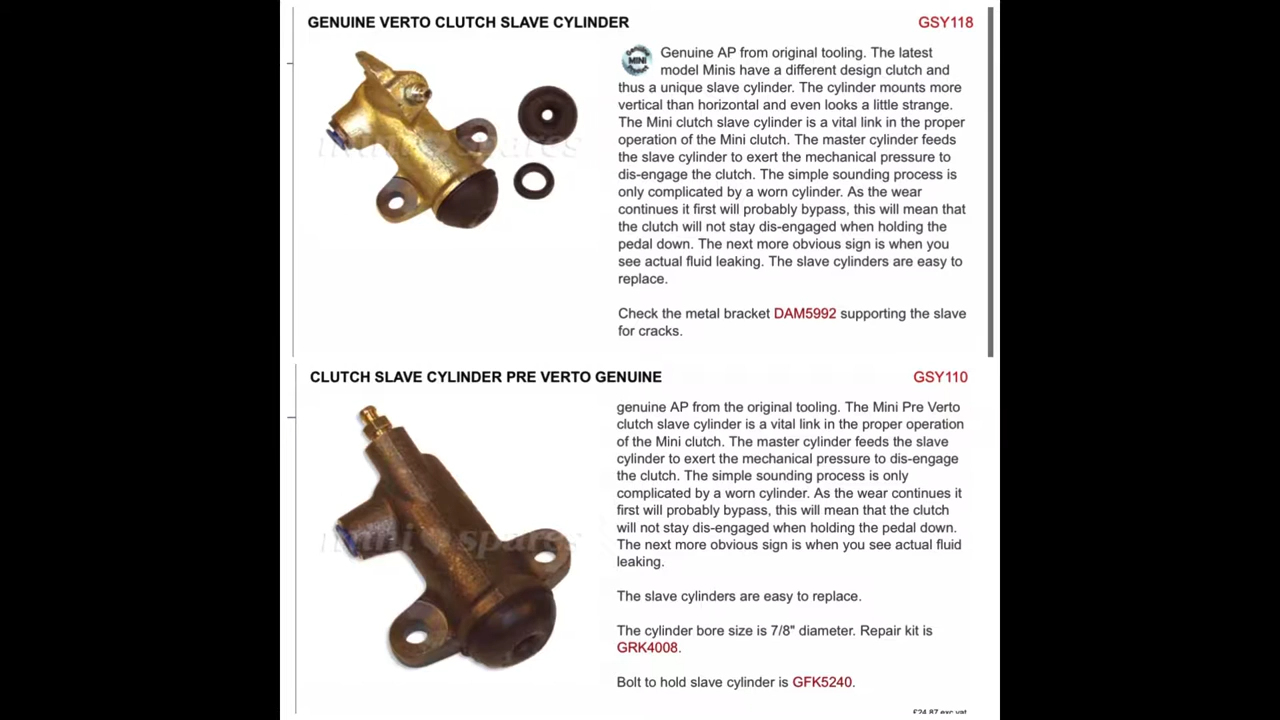 GENUINE VERTO CLUTCH SLAVE CYLINDER
GSY118
MINI
Genuine AP from original tooling. The latest
model Minis have a different design clutch and
thus a unique slave cylinder. The cylinder mounts more
vertical than horizontal and even looks a little strange.
The Mini clutch slave cylinder is a vital link in the proper
operation of the Mini clutch. The master cylinder feeds
the slave cylinder to exert the mechanical pressure to
dis-engage the clutch. The simple sounding process is
only complicated by a worn cylinder. As the wear
continues it first will probably bypass, this will mean that
the clutch will not stay dis-engaged when holding the
pedal down. The next more obvious sign is when you
see actual fluid leaking. The slave cylinders are easy to
replace.
Check the metal bracket DAM5992 supporting the slave
for cracks.
mini spares
CLUTCH SLAVE CYLINDER PRE VERTO GENUINE
GSY110
genuine AP from the original tooling. The Mini Pre Verto
clutch slave cylinder is a vital link in the proper operation
of the Mini clutch. The master cylinder feeds the slave
cylinder to exert the mechanical pressure to dis-engage
the clutch. The simple sounding process is only
complicated by a worn cylinder. As the wear continues it
first will probably bypass, this will mean that the clutch
will not stay dis-engaged when holding the pedal down.
The next more obvious sign is when you see actual fluid
leaking.
The slave cylinders are easy to replace.
The cylinder bore size is 7/8" diameter. Repair kit is
GRK4008.
Bolt to hold slave cylinder is GFK5240.
mini spares
£24.87 exc vat